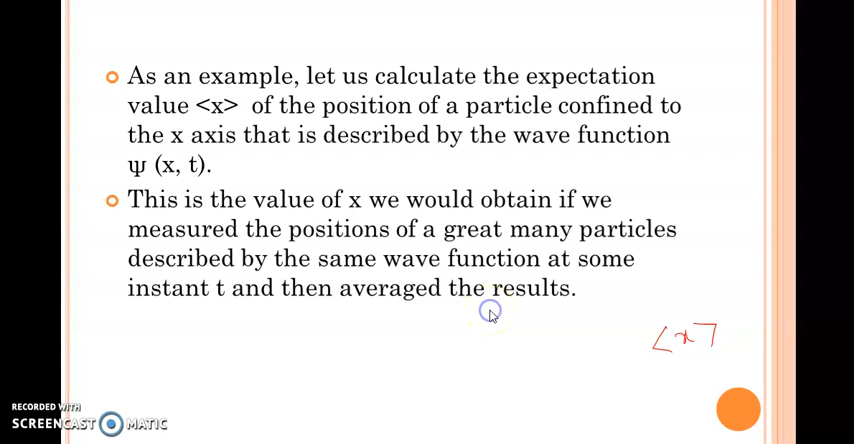 As an example, let us calculate the expectation
value <x> of the position of a particle confined to
the x axis that is described by the wave function
ψ (x, t).
This is the value of x we would obtain if we
measured the positions of a great many particles
described by the same wave function at some
instant t and then averaged the results.
<x>
RECORDED WITH
SCREENCAST MATIC